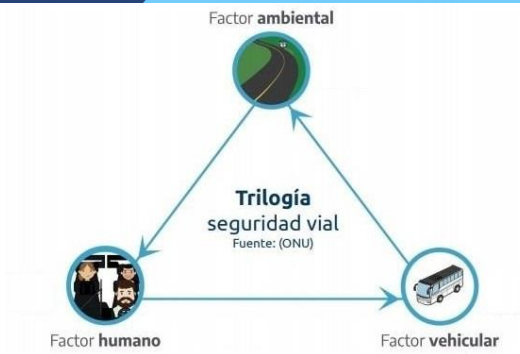 Factor ambiental
Trilogía
seguridad vial
Fuente: (ONU)
Factor humano
Factor vehicular